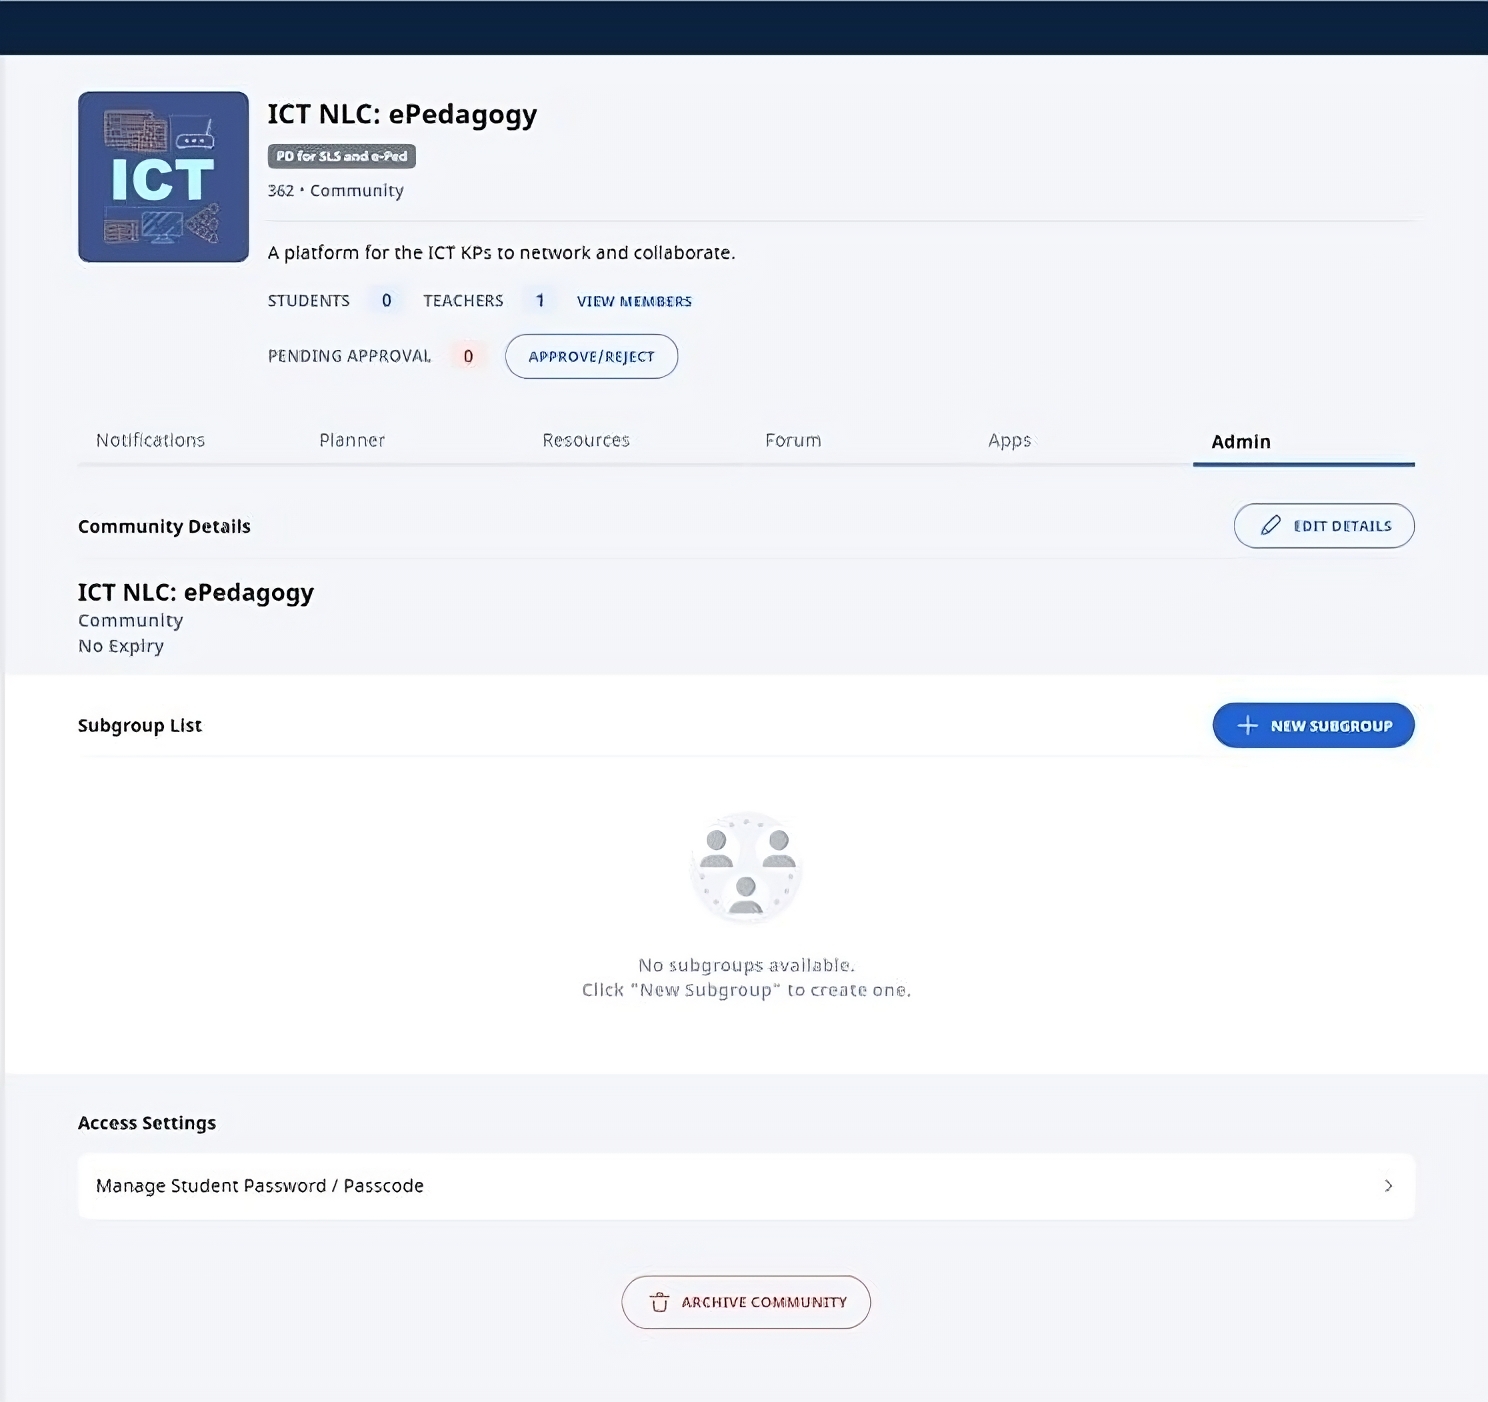 ICT
ICT NLC: ePedagogy
PD for SLS and e-Ped
362 • Community
A platform for the ICT KPs to network and collaborate.
STUDENTS 0 TEACHERS 1 VIEW MEMBERS
PENDING APPROVAL 0 APPROVE/REJECT
Notifications Planner Resources Forum Apps Admin
Community Details EDIT DETAILS
ICT NLC: ePedagogy
Community
No Expiry
Subgroup List NEW SUBGROUP
No subgroups available.
Click "New Subgroup" to create one.
Access Settings
Manage Student Password / Passcode
ARCHIVE COMMUNITY